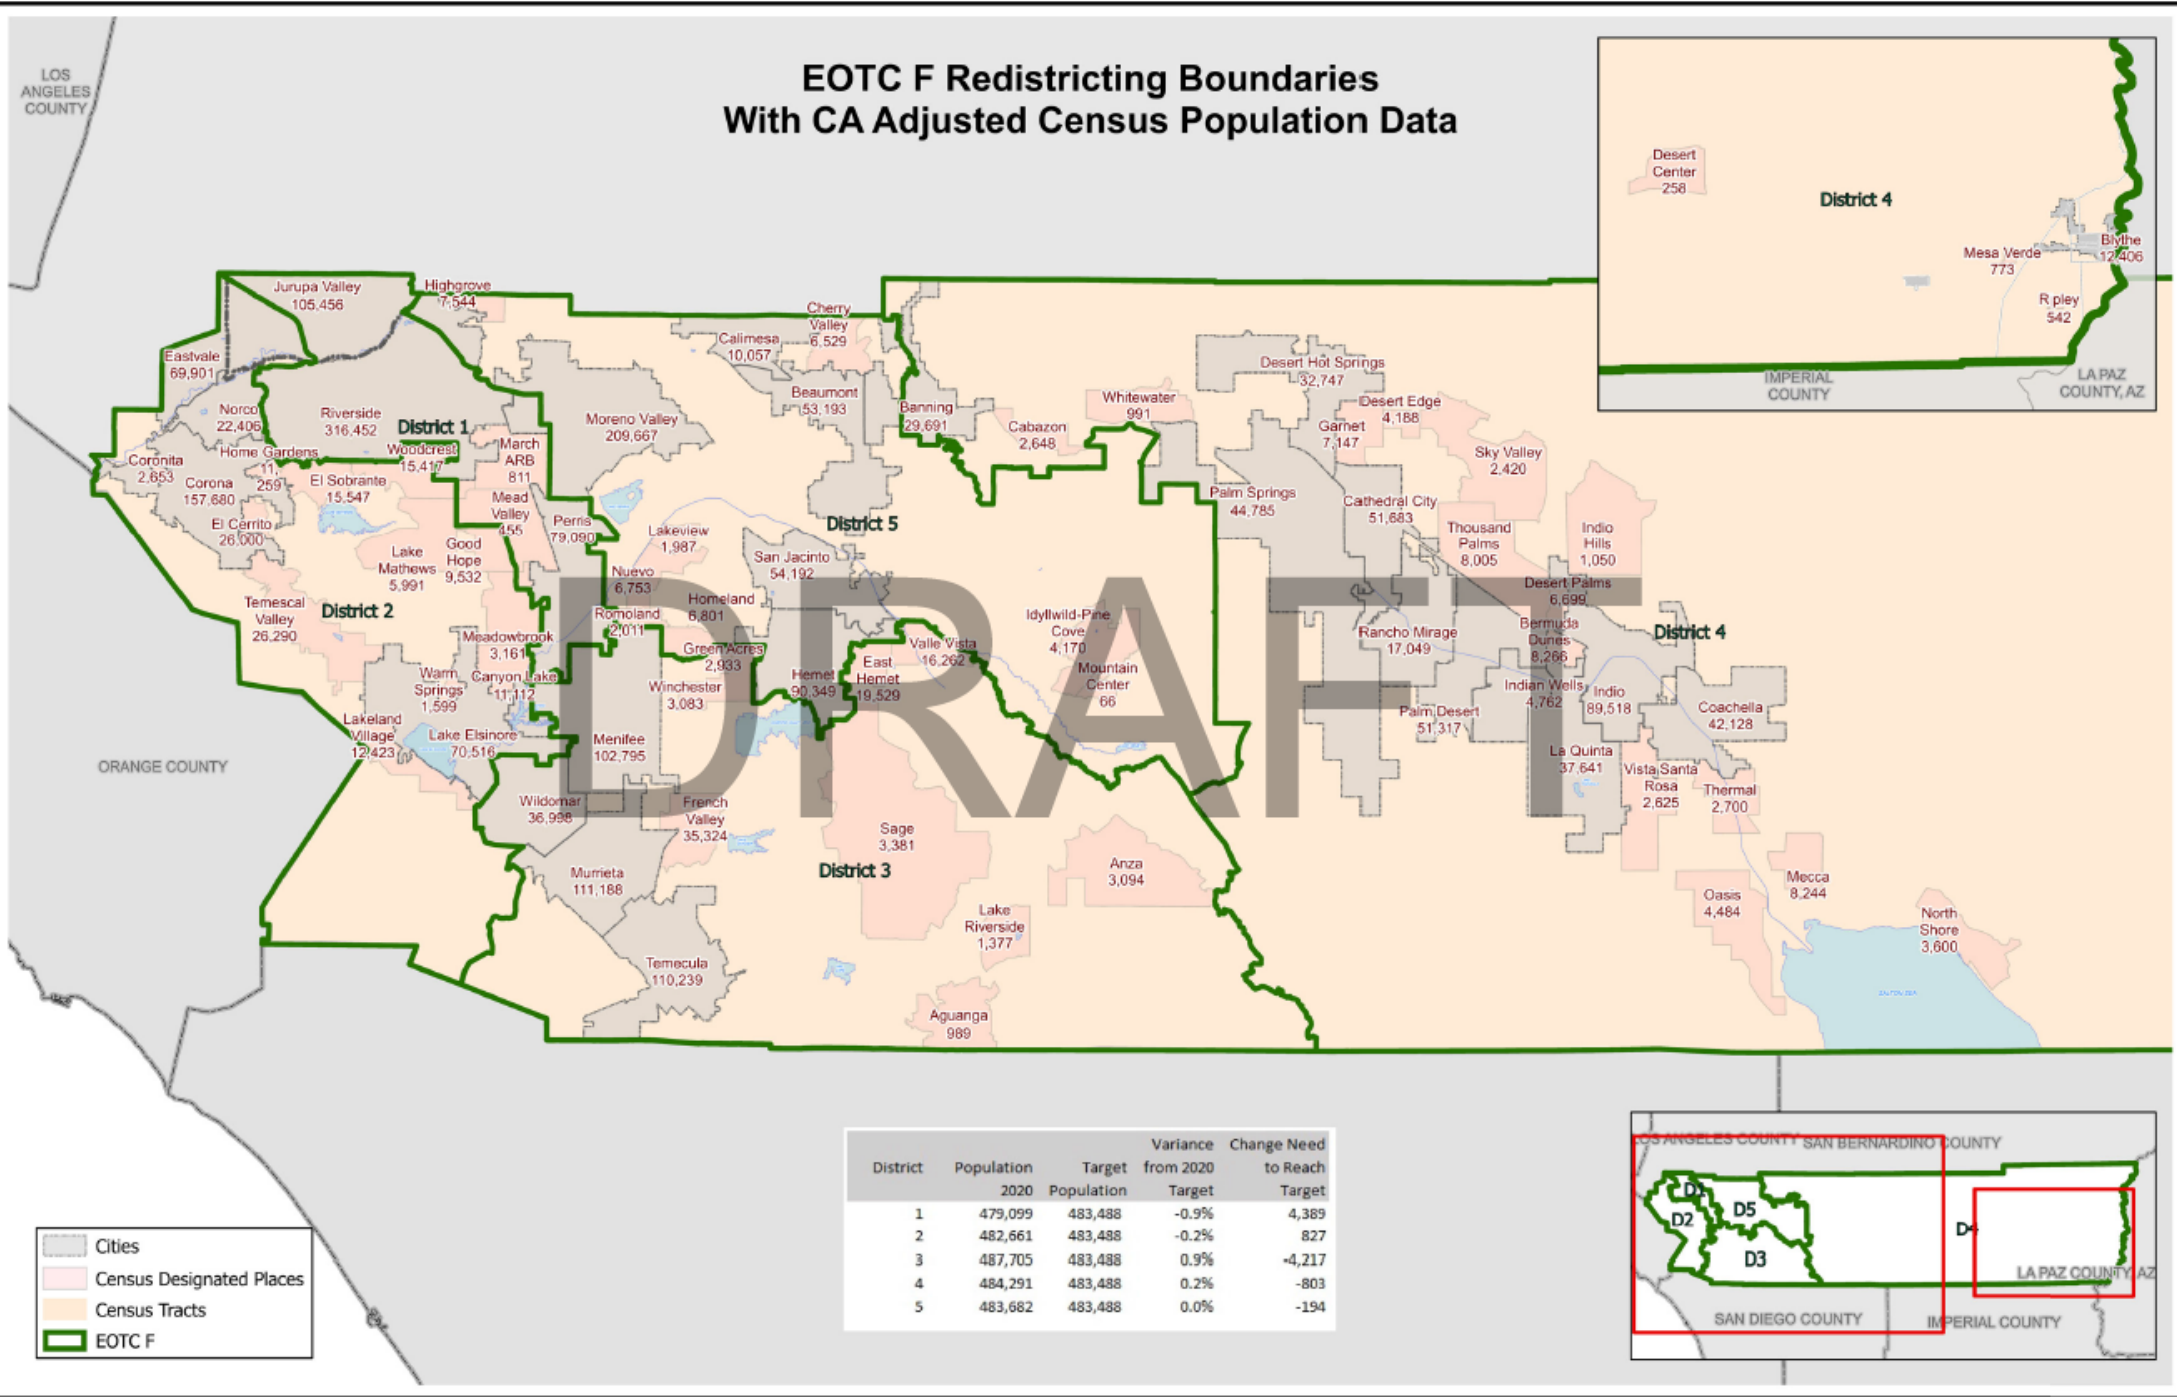 EOTC F Redistricting Boundaries
With CA Adjusted Census Population Data
LOS
ANGELES
COUNTY
Desert
Center
258
District 4
Mesa Verde
773
Blythe
12,406
R pley
542
IMPERIAL
COUNTY
LA PAZ
COUNTY, AZ
Jurupa Valley
105,456
Highgrove
7,544
Cherry
Valley
6,529
Calimesa
10,057
Eastvale
69,901
Beaumont
53,193
Banning
29,691
Whitewater
991
Desert Hot Springs
32,747
Desert Edge
4,188
Garnet
7,147
Cabazon
2,648
Norco
22,406
Riverside
316,452
District 1
Moreno Valley
209,667
Woodcrest
15,417
March
ARB
811
Home Gardens
11,
259
Coronita
2,653
Corona
157,680
El Sobrante
15,547
Mead
Valley
455
El Cerrito
26,000
Perris
79,090
Sky Valley
2,420
Palm Springs
44,785
Cathedral City
51,683
Thousand
Palms
8,005
Indio
Hills
1,050
District 5
Lakeview
1,987
San Jacinto
54,192
Good
Hope
9,532
Lake
Mathews
5,991
Nuevo
6,753
Homeland
6,801
Romoland
2,011
DRAFT
Desert Palms
6,699
Temescal
Valley
26,290
District 2
Meadowbrook
3,161
Green Acres
2,933
Valle Vista
16,262
Idyllwild-Pine
Cove
4,170
Mountain
Center
66
Rancho Mirage
17,049
Bermuda
Dunes
8,266
District 4
Warm
Springs
1,599
Canyon Lake
11,112
Winchester
3,083
Hemet
90,349
East
Hemet
19,529
Indian Wells
4,762
Indio
89,518
Coachella
42,128
Palm Desert
51,317
Lakeland
Village
12,423
Lake Elsinore
70,516
Menifee
102,795
La Quinta
37,641
Vista Santa
Rosa
2,625
Thermal
2,700
ORANGE COUNTY
Wildomar
36,998
French
Valley
35,324
Sage
3,381
District 3
Anza
3,094
Murrieta
111,188
Mecca
8,244
Oasis
4,484
Lake
Riverside
1,377
North
Shore
3,600
Temecula
110,239
SALTON SEA
Aguanga
989
District Population 2020 Target Population Variance from 2020 Target Change Need to Reach Target
1 479,099 483,488 -0.9% 4,389
2 482,661 483,488 -0.2% 827
3 487,705 483,488 0.9% -4,217
4 484,291 483,488 0.2% -803
5 483,682 483,488 0.0% -194
Cities
Census Designated Places
Census Tracts
EOTC F
LOS ANGELES COUNTY
SAN BERNARDINO COUNTY
D1
D2
D5
D4
D3
LA PAZ COUNTY, AZ
SAN DIEGO COUNTY
IMPERIAL COUNTY